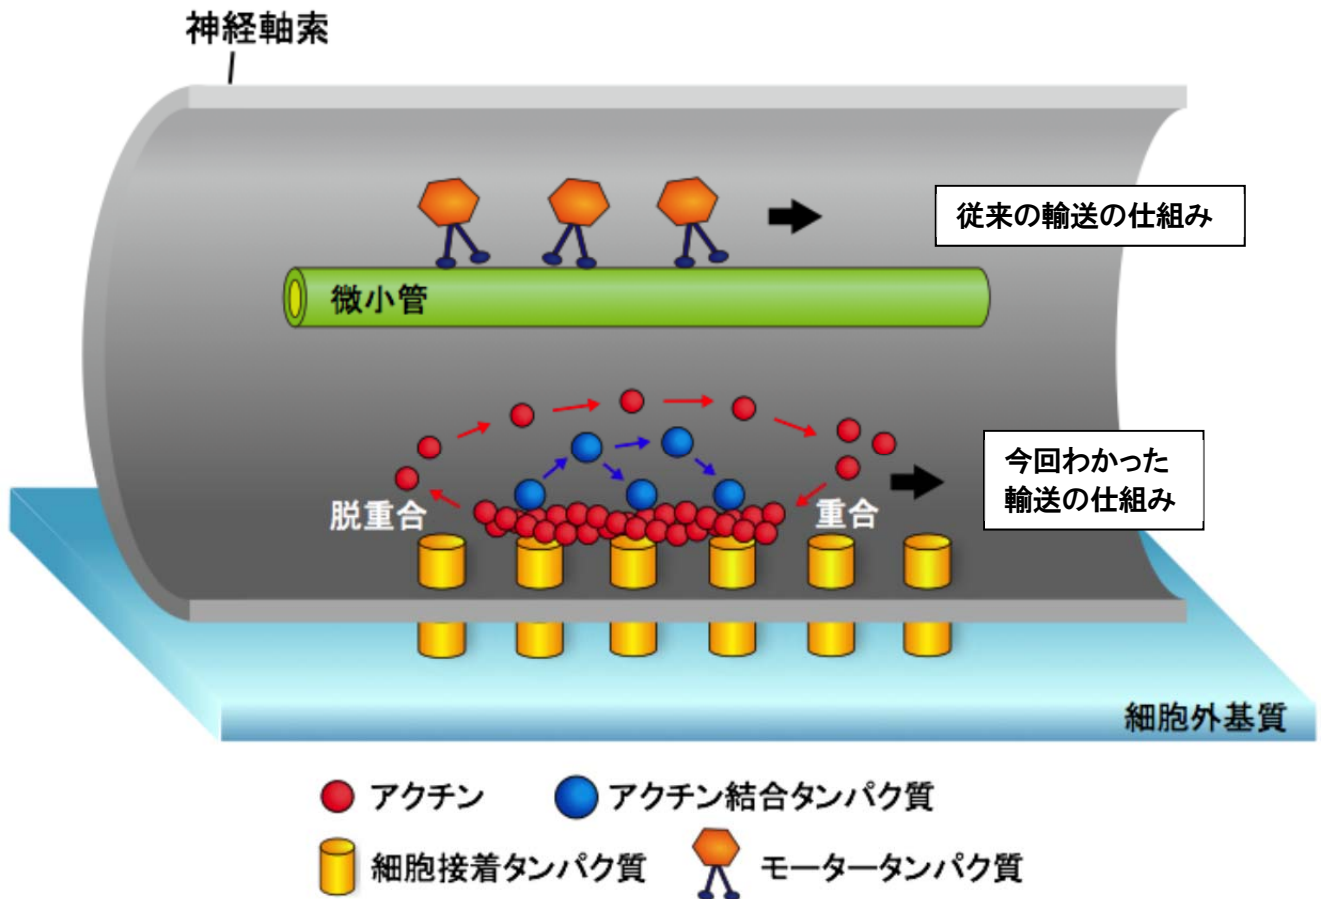 神経軸索
従来の輸送の仕組み
微小管
今回わかった
輸送の仕組み
脱重合
重合
細胞外基質
アクチン
アクチン結合タンパク質
細胞接着タンパク質
モータータンパク質